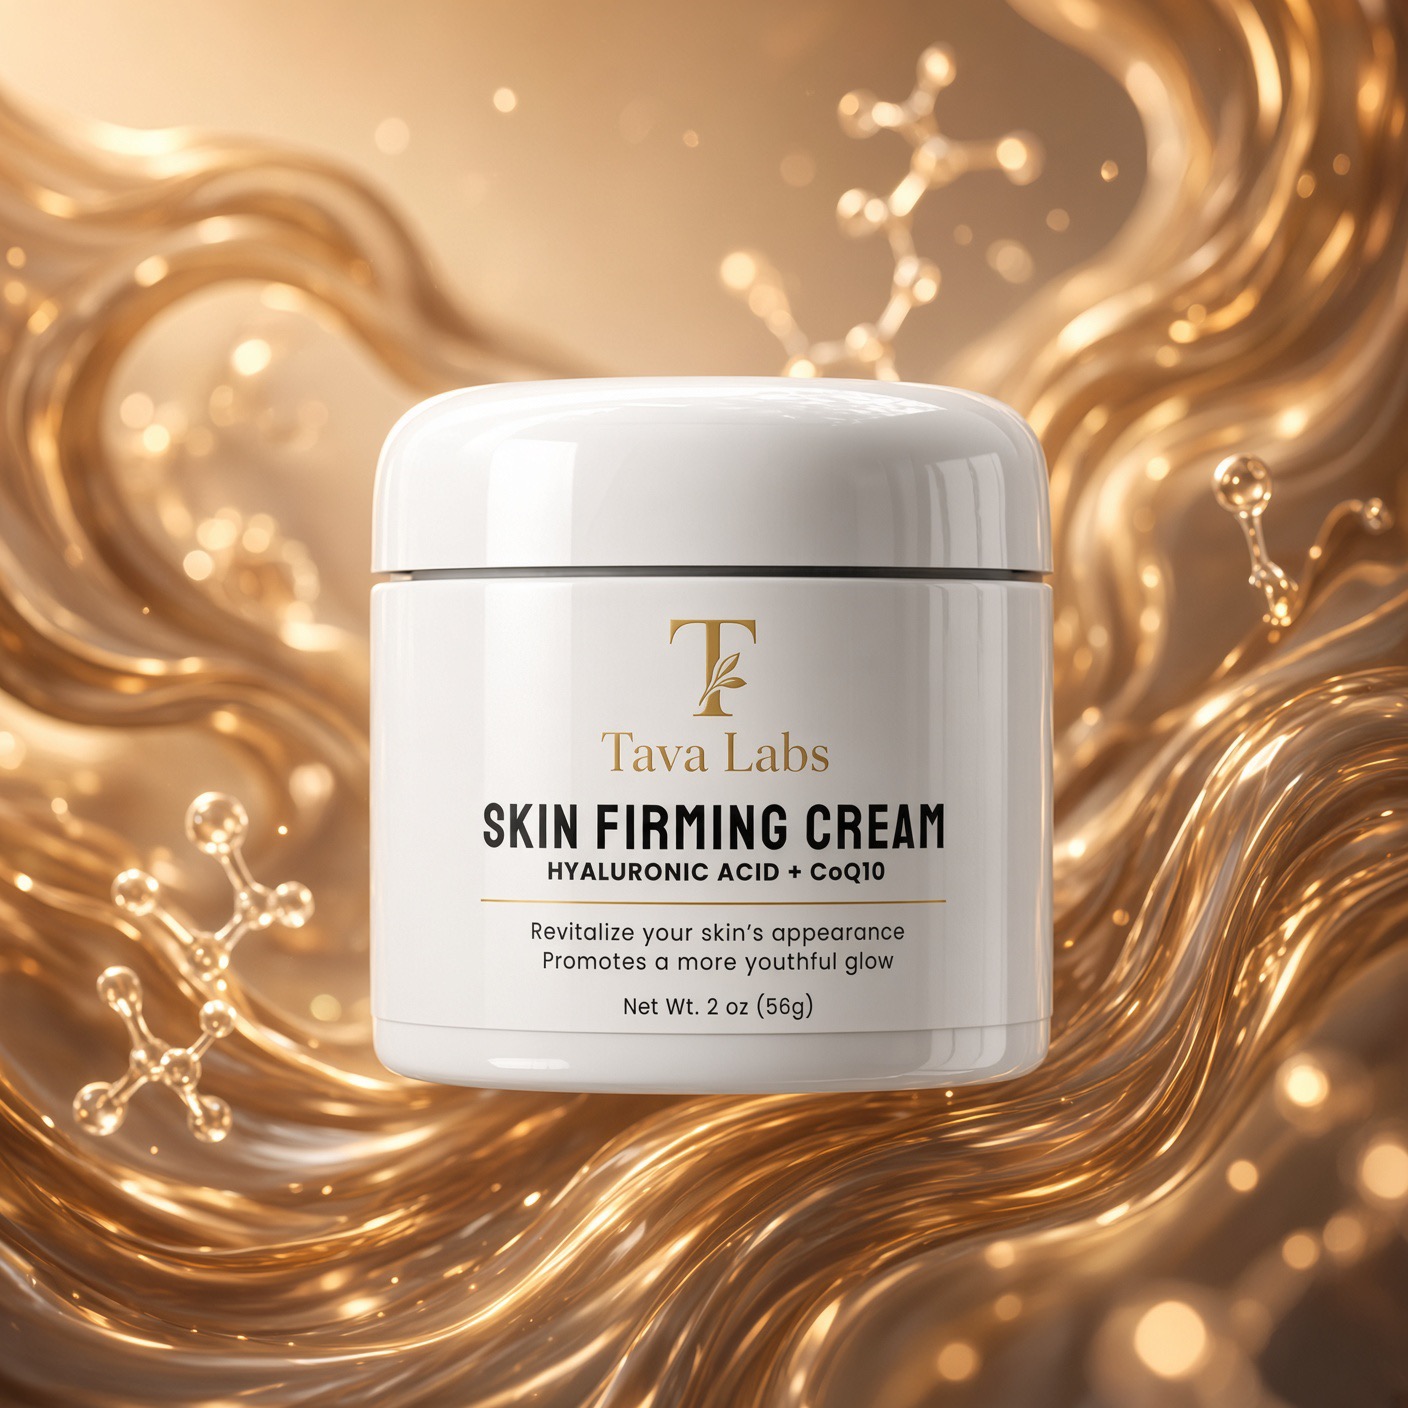 T
Tava Labs
SKIN FIRMING CREAM
HYALURONIC ACID + CoQ10
Revitalize your skin's appearance
Promotes a more youthful glow
Net Wt. 2 oz (56g)